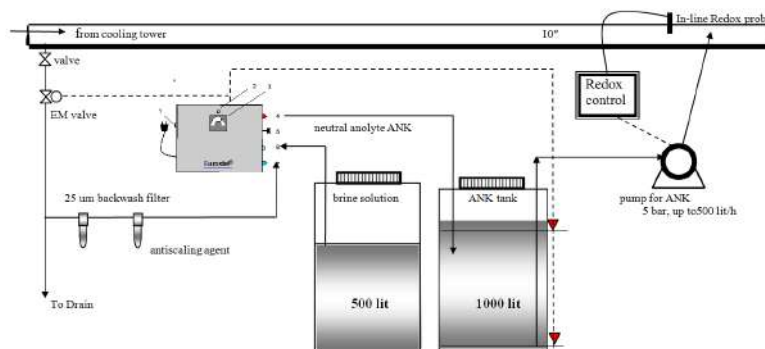 In-line Redox prob
from cooling tower
10"
valve
Redox
control
EM valve
2
neutral analyte ANK
25 um backwash filter
brine solution
ANK tank
pump for ANK
5 bar, up to500 lit/h
antiscaling agent
To Drain
500 lit
1000 lit